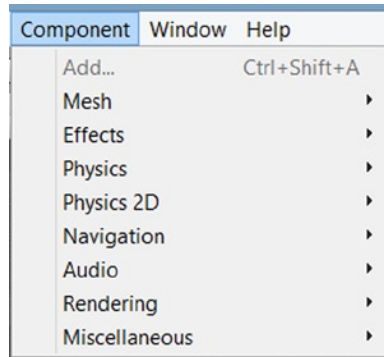 Component Window Help
Add... Ctrl+Shift+A
Mesh
Effects
Physics
Physics 2D
Navigation
Audio
Rendering
Miscellaneous